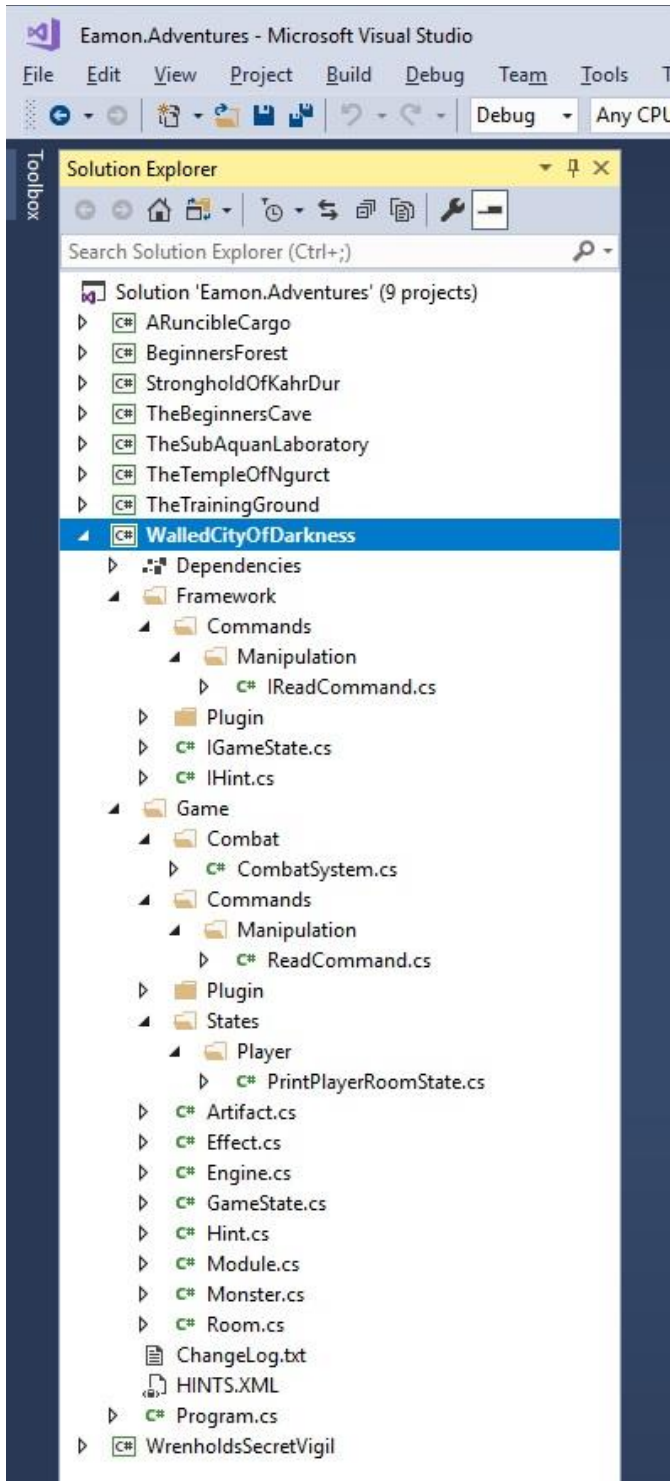 Eamon.Adventures - Microsoft Visual Studio
File Edit View Project Build Debug Team Tools T
Debug Any CPU
Toolbox
Solution Explorer
Search Solution Explorer (Ctrl+;)
Solution 'Eamon.Adventures' (9 projects)
C# ARuncibleCargo
C# BeginnersForest
C# StrongholdOfKahrDur
C# TheBeginnersCave
C# TheSubAquanLaboratory
C# TheTempleOfNgurct
C# TheTrainingGround
C# WalledCityOfDarkness
Dependencies
Framework
Commands
Manipulation
C# IReadCommand.cs
Plugin
C# IGameState.cs
C# IHint.cs
Game
Combat
C# CombatSystem.cs
Commands
Manipulation
C# ReadCommand.cs
Plugin
States
Player
C# PrintPlayerRoomState.cs
C# Artifact.cs
C# Effect.cs
C# Engine.cs
C# GameState.cs
C# Hint.cs
C# Module.cs
C# Monster.cs
C# Room.cs
ChangeLog.txt
HINTS.XML
C# Program.cs
C# WrenholdsSecretVigil